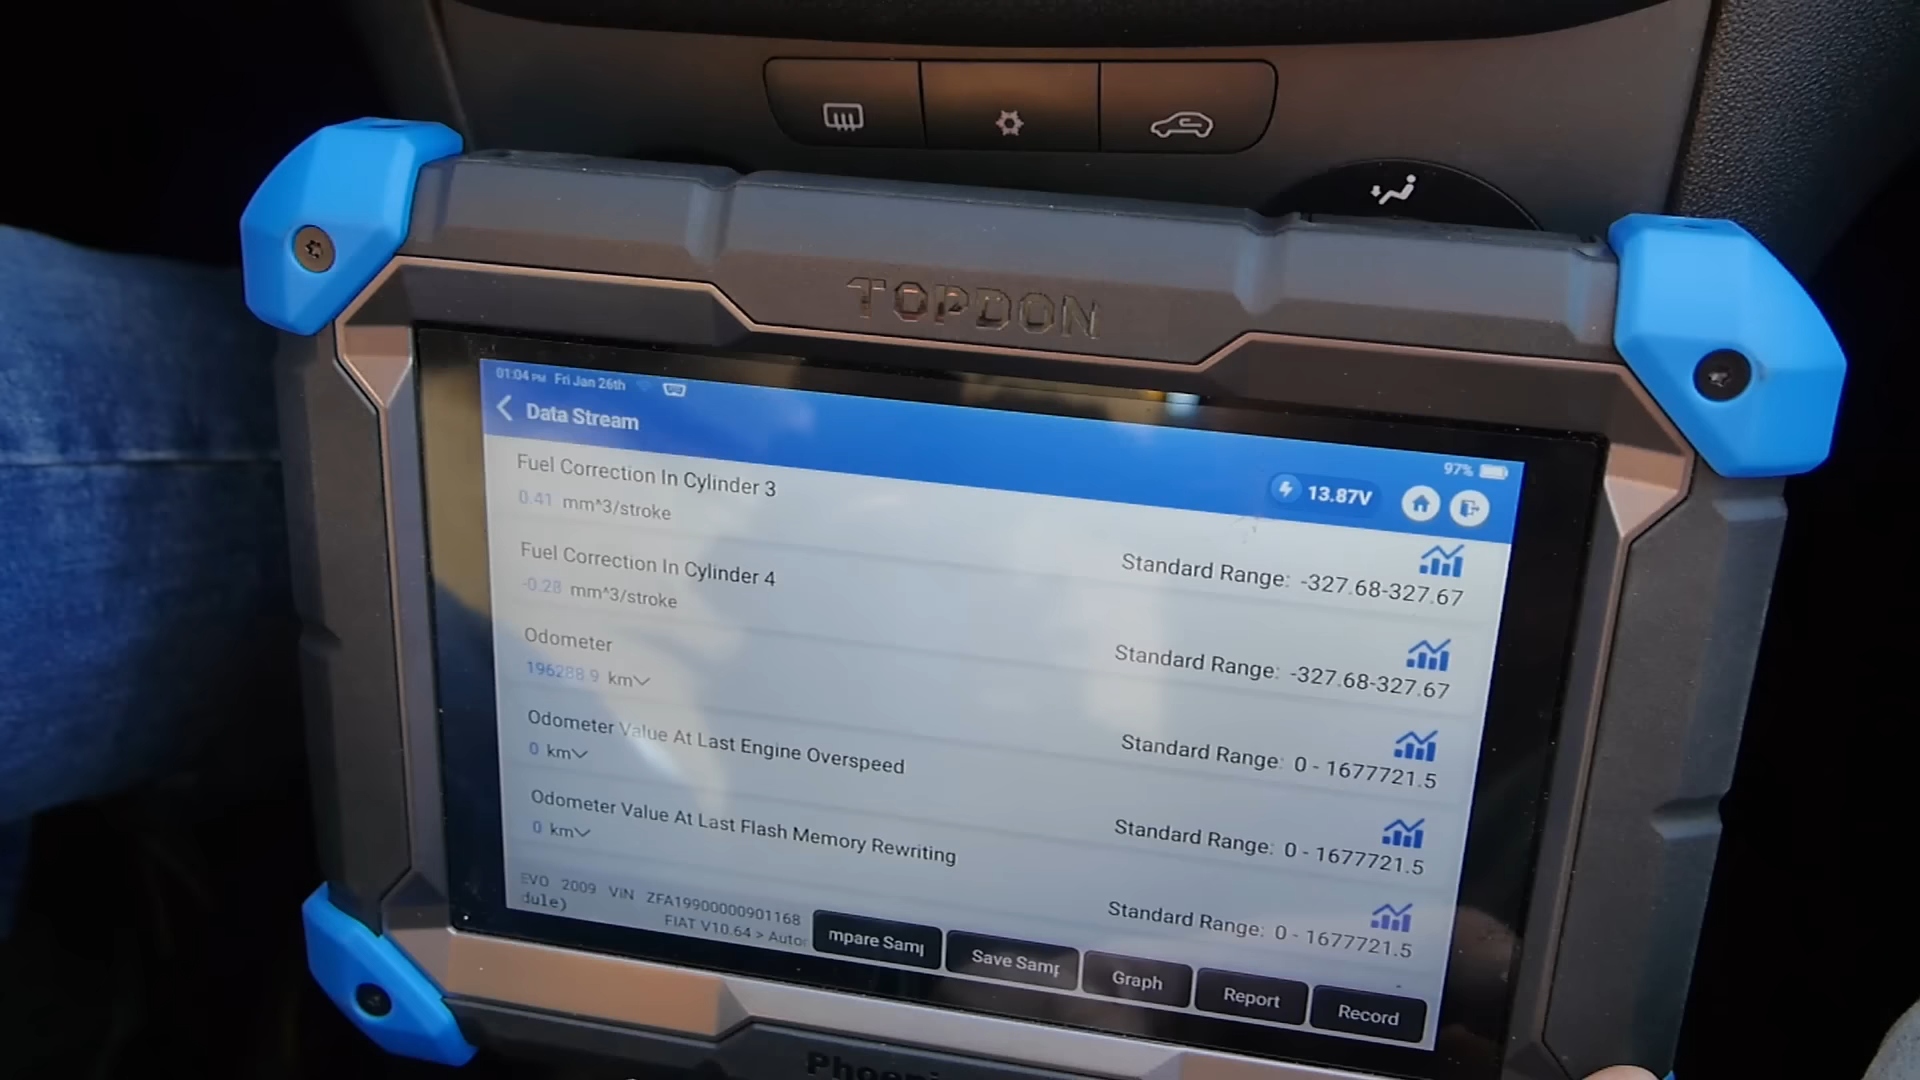 TOPDON
01:04 PM Fri Jan 26th
97%
Data Stream
13.87V
Fuel Correction In Cylinder 3
0.41 mm^3/stroke
Standard Range: -327.68-327.67
Fuel Correction In Cylinder 4
-0.28 mm^3/stroke
Standard Range: -327.68-327.67
Odometer
196288.9 km
Standard Range: 0 - 1677721.5
Odometer Value At Last Engine Overspeed
0 km
Standard Range: 0 - 1677721.5
Odometer Value At Last Flash Memory Rewriting
0 km
Standard Range: 0 - 1677721.5
EVO 2009 VIN ZFA19900000901168
dule)
FIAT V10.64 > Auto
mpare Sam
Save Sam
Graph
Report
Record